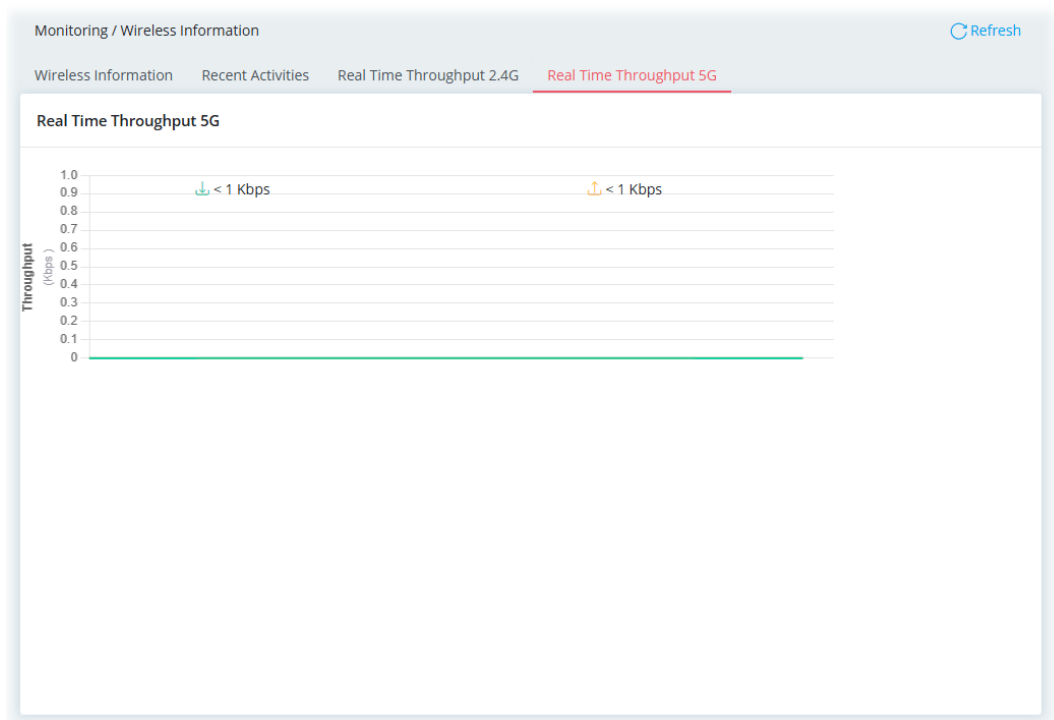 Monitoring / Wireless Information
Refresh
Wireless Information Recent Activities Real Time Throughput 2.4G Real Time Throughput 5G
Real Time Throughput 5G
1.0
0.9
< 1 Kbps < 1 Kbps
0.8
0.7
0.6
0.5
0.4
0.3
0.2
0.1
0
Throughput
(Kbps )